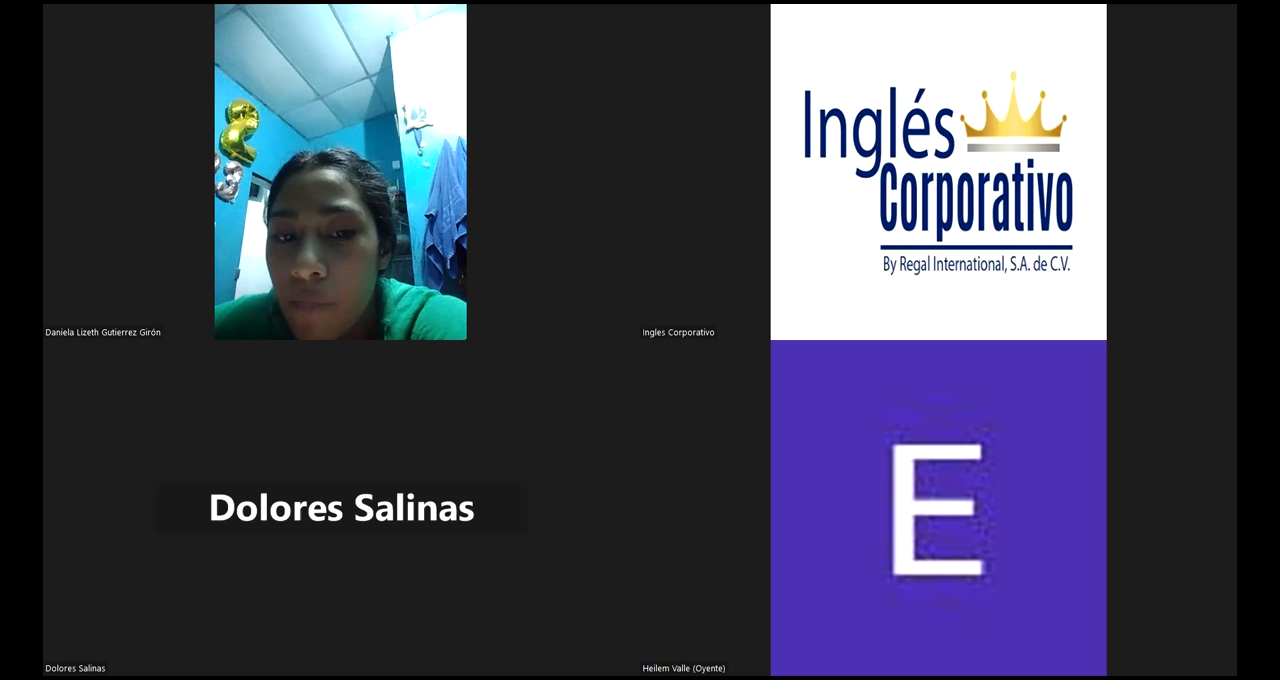 Inglés
Corporativo
By Regal International, S.A. de C.V.
Daniela Lizeth Gutierrez Girón
Ingles Corporativo
Dolores Salinas
E
Dolores Salinas
Heilem Valle (Oyente)